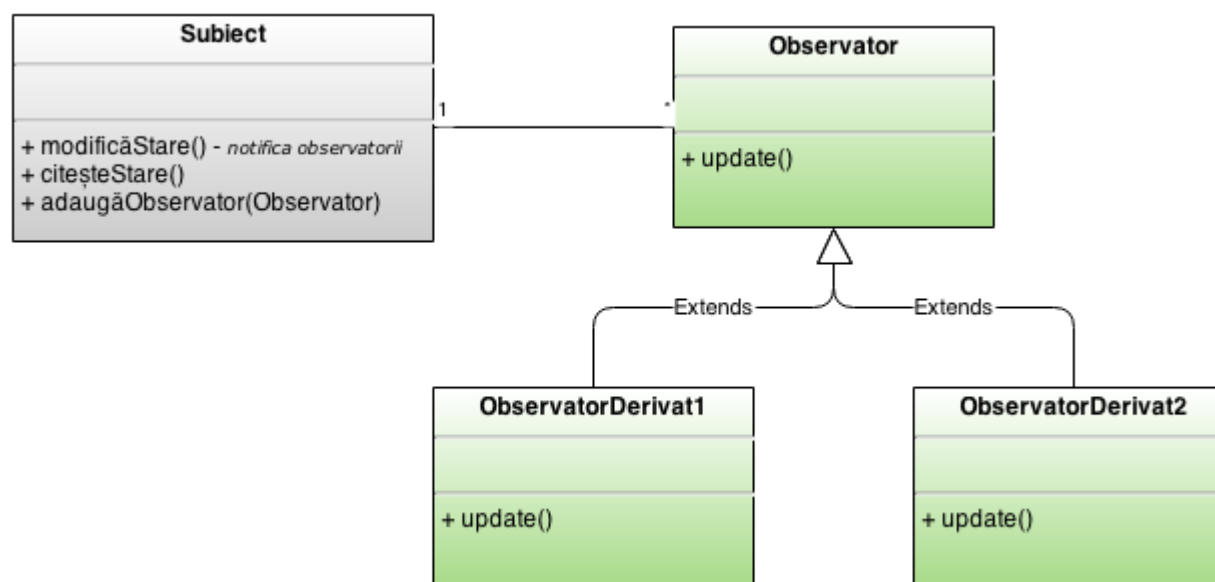 Subiect
+ modificăStare() - notifica observatorii
+ citeșteStare()
+ adaugăObservator(Observator)
1
*
Observator
+ update()
Extends
Extends
ObservatorDerivat1
+ update()
ObservatorDerivat2
+ update()